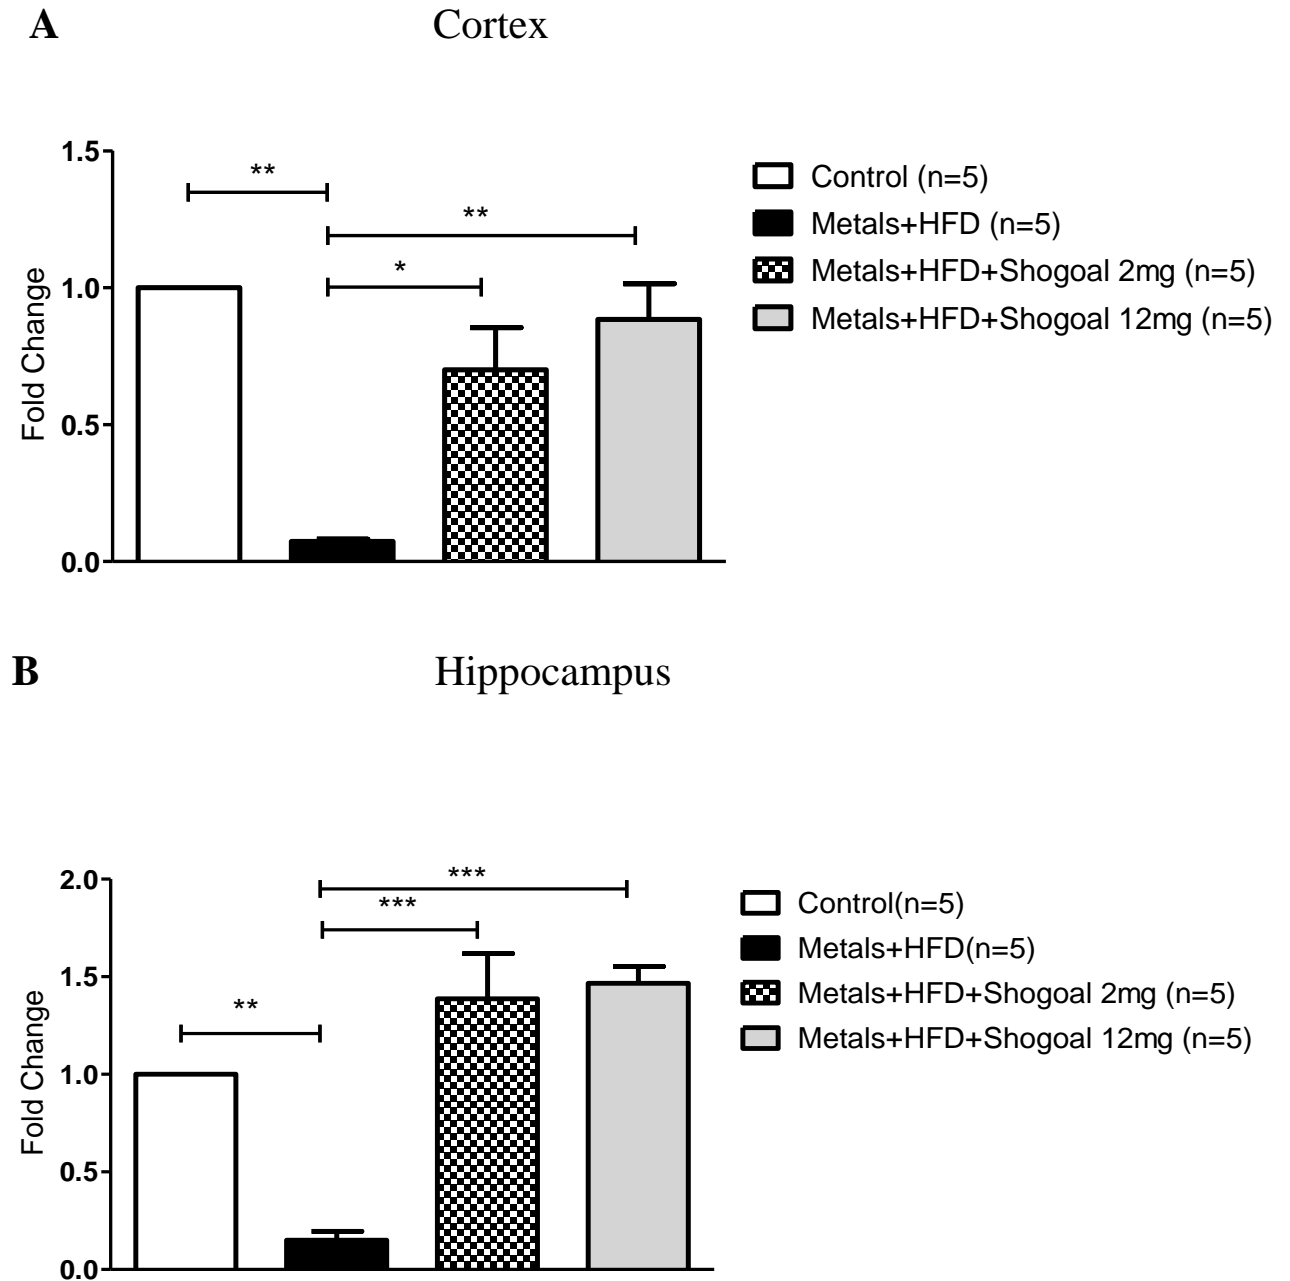 A
Cortex
1.5
1.0
0.5
0.0
Fold Change
**
**
*
Control (n=5)
Metals+HFD (n=5)
Metals+HFD+Shogoal 2mg (n=5)
Metals+HFD+Shogoal 12mg (n=5)
B
Hippocampus
2.0
1.5
1.0
0.5
0.0
Fold Change
***
***
**
Control(n=5)
Metals+HFD(n=5)
Metals+HFD+Shogoal 2mg (n=5)
Metals+HFD+Shogoal 12mg (n=5)